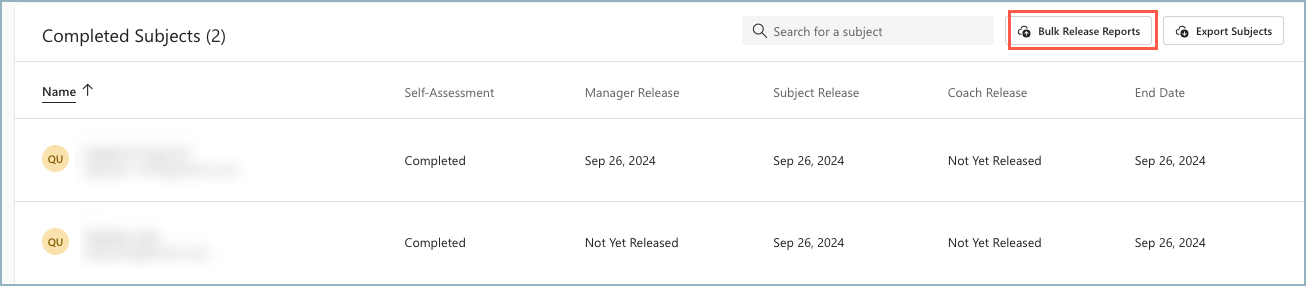 Completed Subjects (2)
Search for a subject
Bulk Release Reports
Export Subjects
Name Self-Assessment Manager Release Subject Release Coach Release End Date
QU Completed Sep 26, 2024 Sep 26, 2024 Not Yet Released Sep 26, 2024
QU Completed Not Yet Released Sep 26, 2024 Not Yet Released Sep 26, 2024